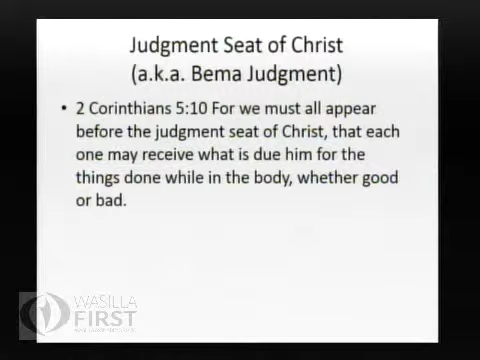 Judgment Seat of Christ
(a.k.a. Bema Judgment)
• 2 Corinthians 5:10 For we must all appear
before the judgment seat of Christ, that each
one may receive what is due him for the
things done while in the body, whether good
or bad.
WASILLA
FIRST